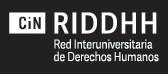 CiN RIDDHH
Red Interuniversitaria
de Derechos Humanos